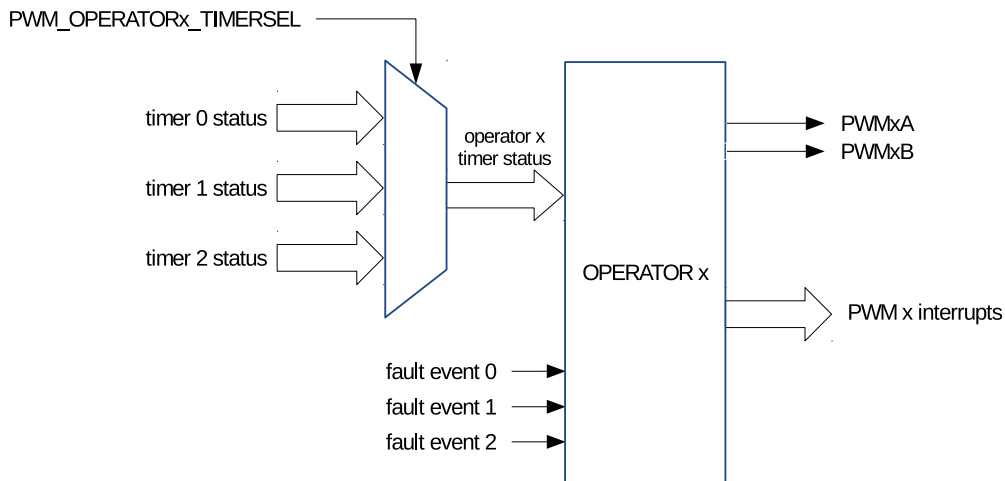 PWM_OPERATORx_TIMERSEL
timer 0 status
timer 1 status
timer 2 status
operator x
timer status
PWMxA
PWMxB
OPERATOR x
PWM x interrupts
fault event 0
fault event 1
fault event 2